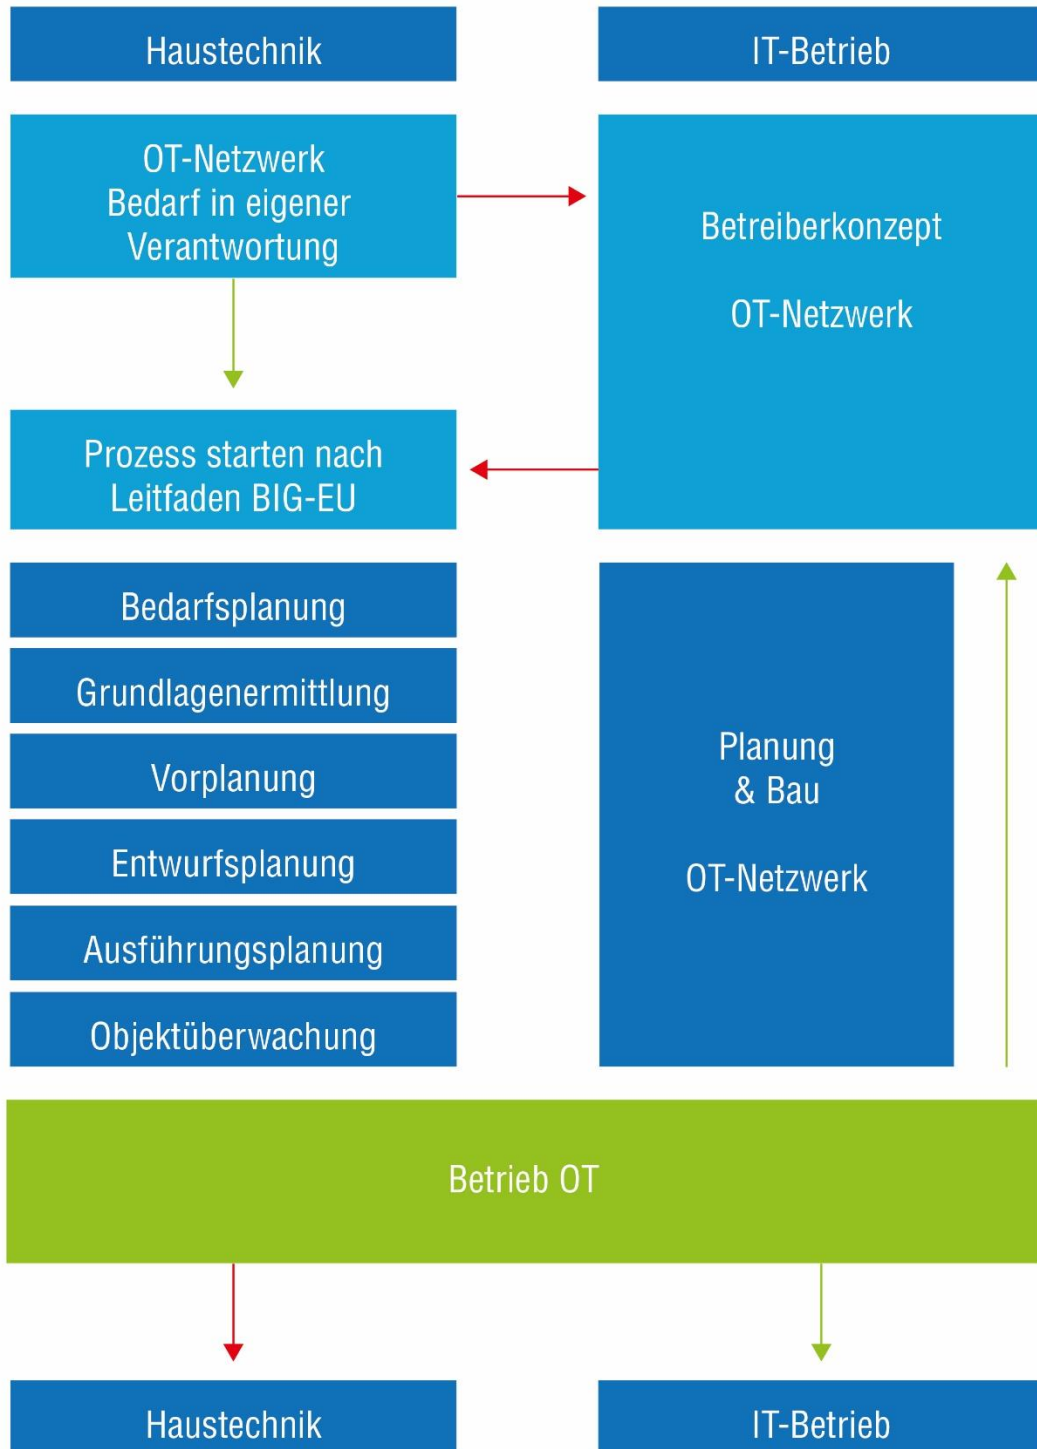 Haustechnik
IT-Betrieb
OT-Netzwerk
Bedarf in eigener
Verantwortung
Betreiberkonzept
OT-Netzwerk
Prozess starten nach
Leitfaden BIG-EU
Bedarfsplanung
Grundlagenermittlung
Vorplanung
Entwurfsplanung
Ausführungsplanung
Objektüberwachung
Planung
& Bau
OT-Netzwerk
Betrieb OT
Haustechnik
IT-Betrieb